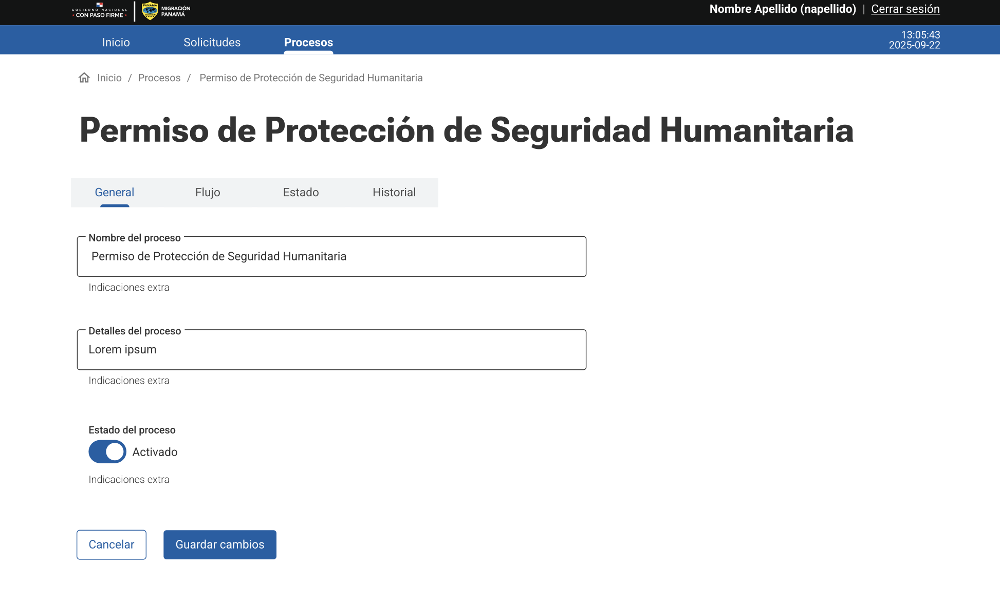 GOBIERNO NACIONAL
CON PASO FIRME
PANAMÁ
MIGRACIÓN
MIGRACIÓN
PANAMÁ
Nombre Apellido (napellido) | Cerrar sesión
Inicio Solicitudes Procesos
13:05:43
2025-09-22
Inicio / Procesos / Permiso de Protección de Seguridad Humanitaria
Permiso de Protección de Seguridad Humanitaria
General Flujo Estado Historial
Nombre del proceso
Permiso de Protección de Seguridad Humanitaria
Indicaciones extra
Detalles del proceso
Lorem ipsum
Indicaciones extra
Estado del proceso
Activado
Indicaciones extra
Cancelar Guardar cambios